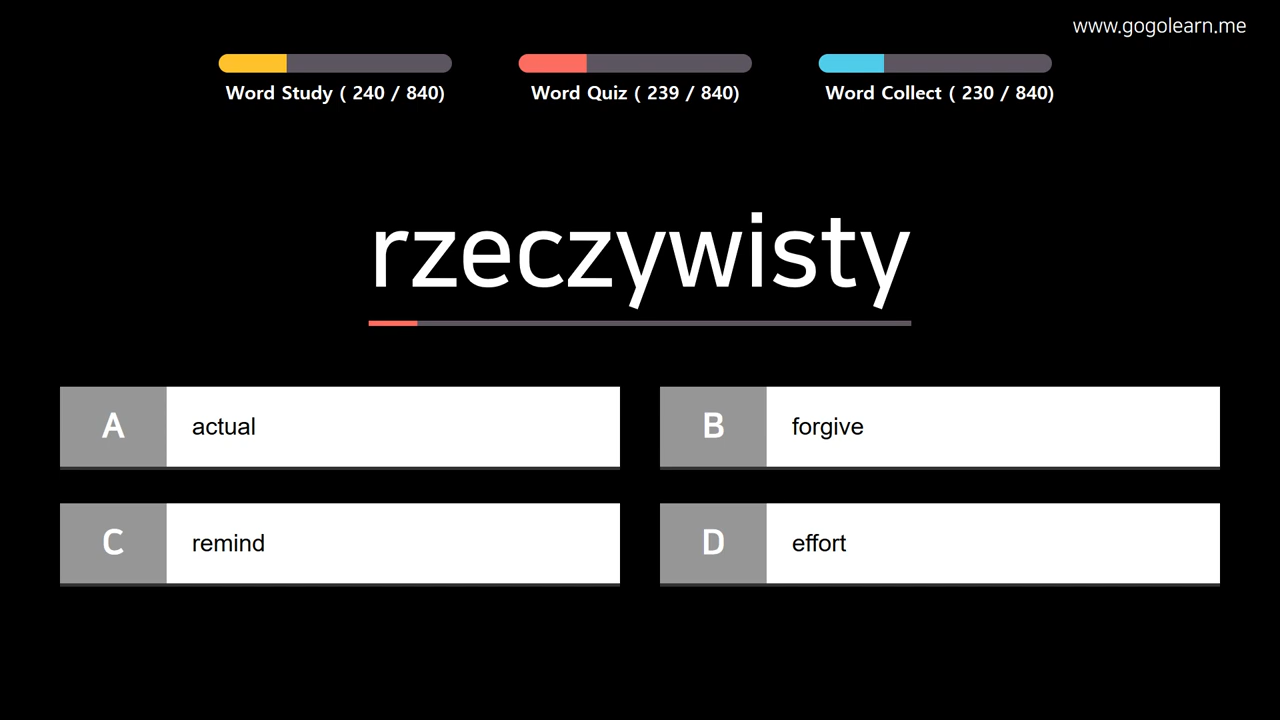 www.gogolearn.me
Word Study ( 240 / 840)
Word Quiz ( 239 / 840)
Word Collect ( 230 / 840)
rzeczywisty
A actual
B forgive
C remind
D effort